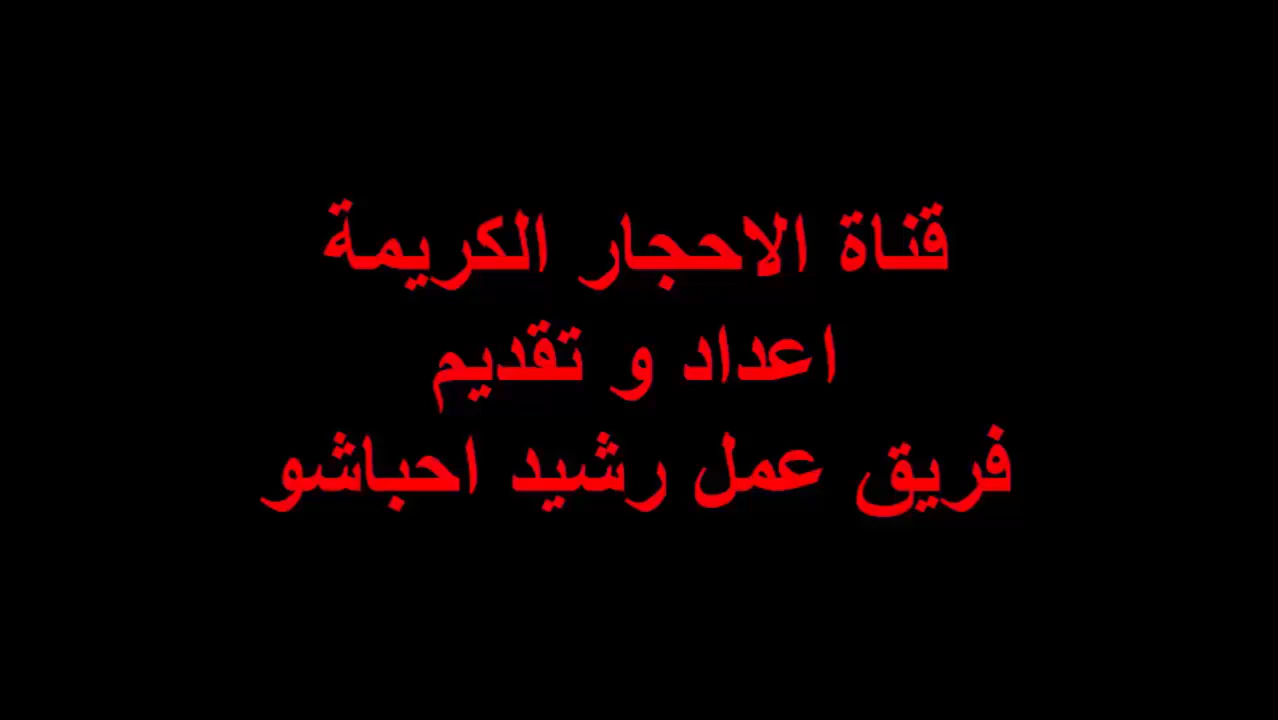 قناة الاحجار الكريمة
اعداد و تقديم
فريق عمل رشيد احباشو